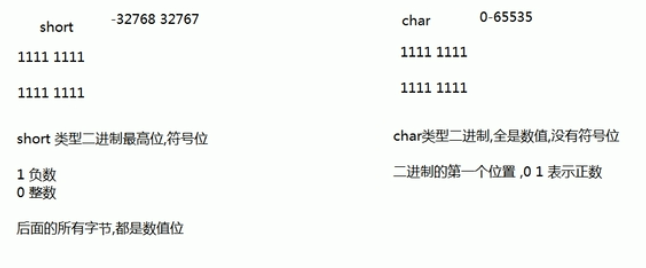 short -32768 32767
1111 1111
1111 1111
short 类型二进制最高位,符号位
1 负数
0 整数
后面的所有字节,都是数值位
char 0-65535
1111 1111
1111 1111
char类型二进制,全是数值,没有符号位
二进制的第一个位置 ,0 1 表示正数